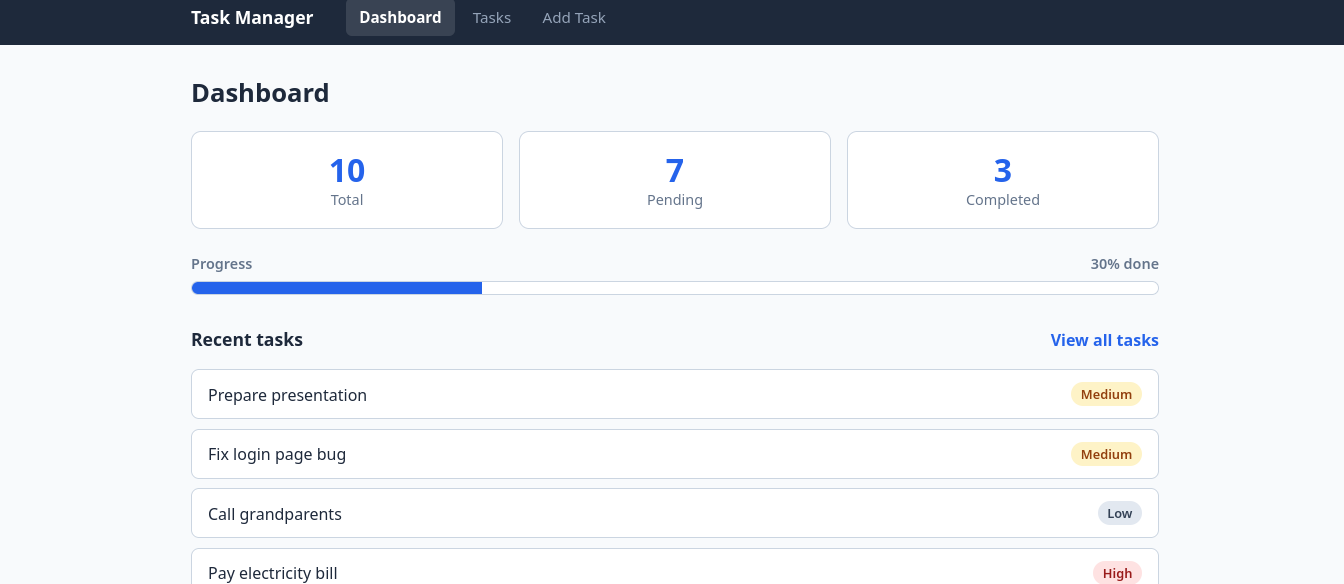 Task Manager Dashboard Tasks Add Task
Dashboard
10 7 3
Total Pending Completed
Progress 30% done
Recent tasks View all tasks
Prepare presentation Medium
Fix login page bug Medium
Call grandparents Low
Pay electricity bill High